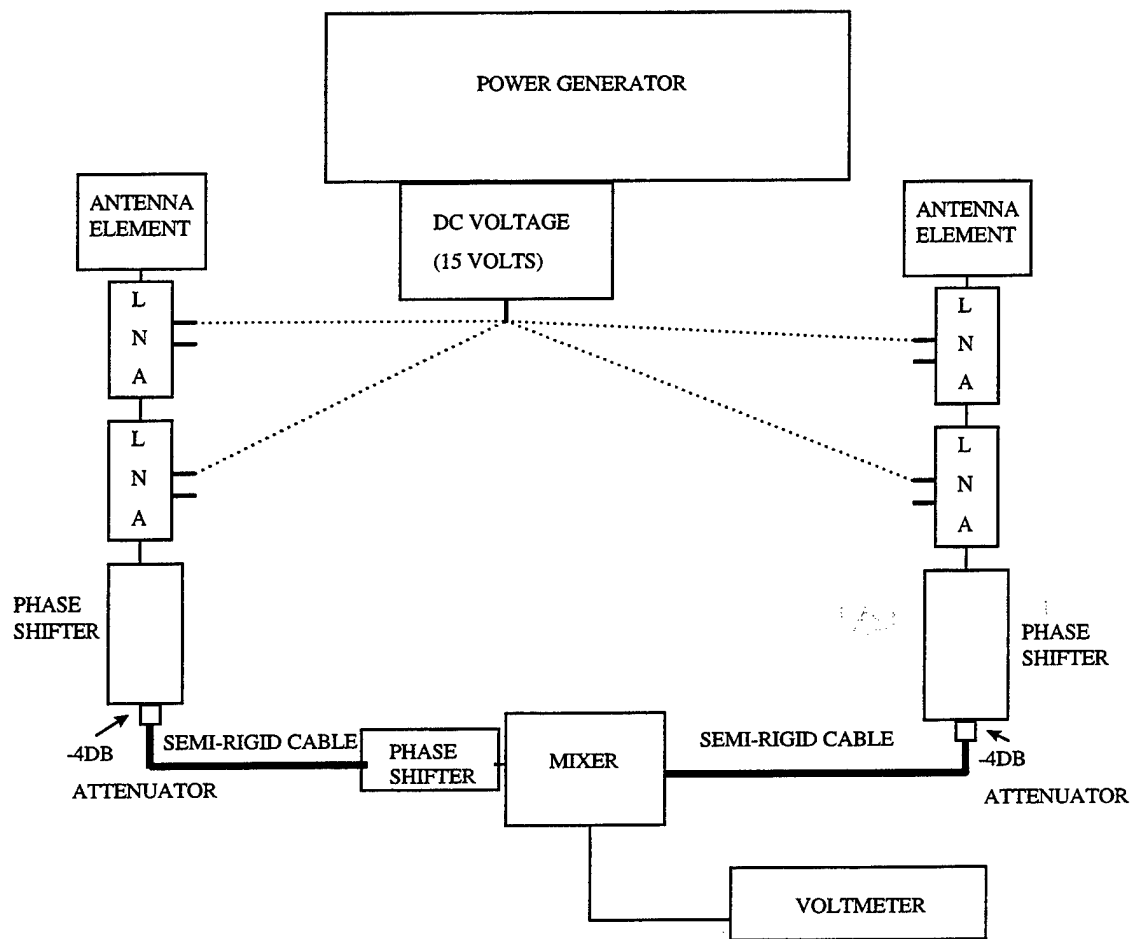 POWER GENERATOR
ANTENNA
ELEMENT
DC VOLTAGE
(15 VOLTS)
ANTENNA
ELEMENT
L
N
A
L
N
A
L
N
A
L
N
A
PHASE
SHIFTER
PHASE
SHIFTER
-4DB
ATTENUATOR
SEMI-RIGID CABLE
PHASE
SHIFTER
MIXER
SEMI-RIGID CABLE
-4DB
ATTENUATOR
VOLTMETER